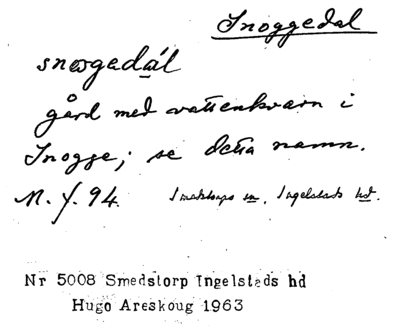 Snoggedal
snogedal
gård med vattenkvarn i
Snogge; se detta namn.
N. f. 94. Smedstorps sn, Ingelstads hd.
Nr 5008 Smedstorp Ingelstads hd
Hugo Areskoug 1963